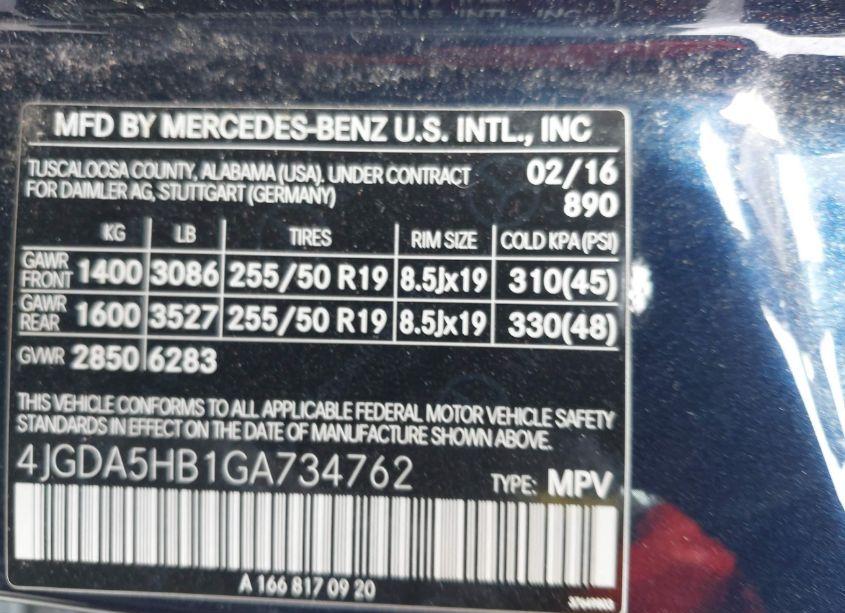 MFD BY MERCEDES-BENZ U.S. INTL., INC
TUSCALOOSA COUNTY, ALABAMA (USA). UNDER CONTRACT 02/16
FOR DAIMLER AG, STUTTGART (GERMANY) 890
KG LB TIRES RIM SIZE COLD KPA (PSI)
GAWR FRONT 1400 3086 255/50 R19 8.5Jx19 310(45)
GAWR REAR 1600 3527 255/50 R19 8.5Jx19 330(48)
GVWR 2850 6283
THIS VEHICLE CONFORMS TO ALL APPLICABLE FEDERAL MOTOR VEHICLE SAFETY
STANDARDS IN EFFECT ON THE DATE OF MANUFACTURE SHOWN ABOVE.
4JGDA5HB1GA734762 TYPE: MPV
A 166 817 09 20